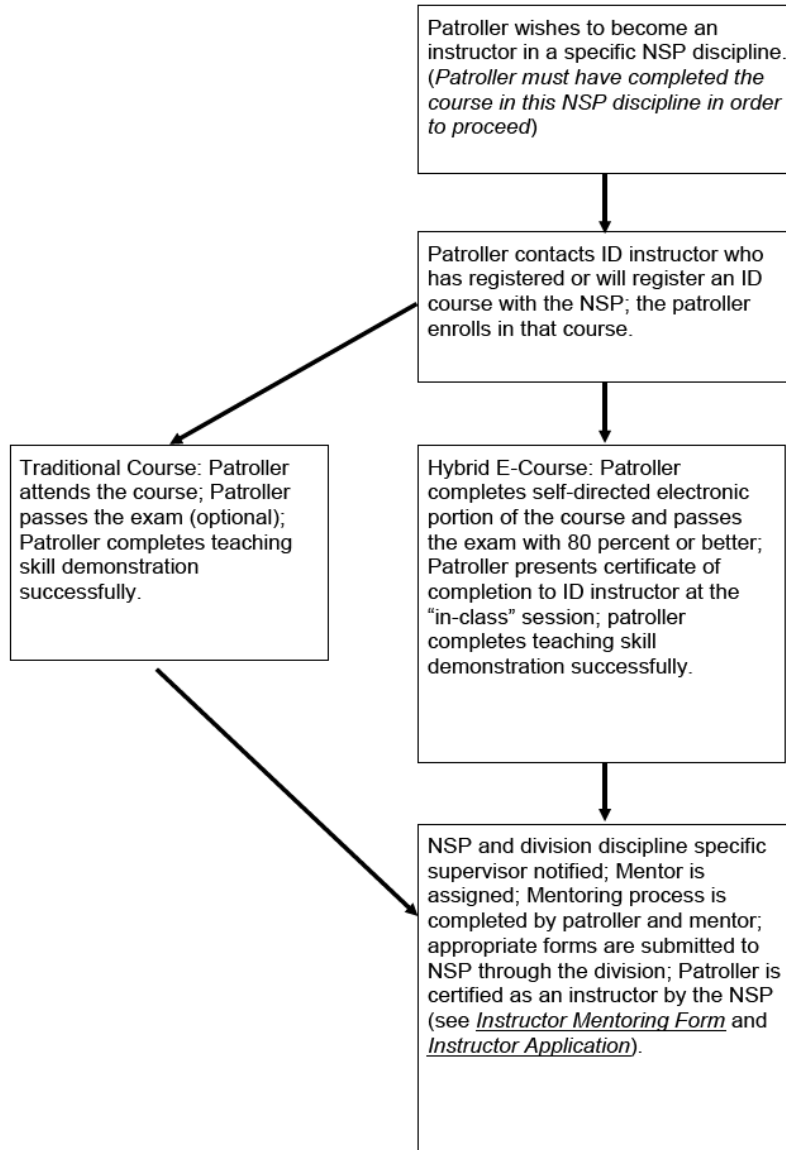 Patroller wishes to become an
instructor in a specific NSP discipline.
(Patroller must have completed the
course in this NSP discipline in order
to proceed)
Patroller contacts ID instructor who
has registered or will register an ID
course with the NSP; the patroller
enrolls in that course.
Traditional Course: Patroller
attends the course; Patroller
passes the exam (optional);
Patroller completes teaching
skill demonstration
successfully.
Hybrid E-Course: Patroller
completes self-directed electronic
portion of the course and passes
the exam with 80 percent or better;
Patroller presents certificate of
completion to ID instructor at the
“in-class” session; patroller
completes teaching skill
demonstration successfully.
NSP and division discipline specific
supervisor notified; Mentor is
assigned; Mentoring process is
completed by patroller and mentor;
appropriate forms are submitted to
NSP through the division; Patroller is
certified as an instructor by the NSP
(see Instructor Mentoring Form and
Instructor Application).